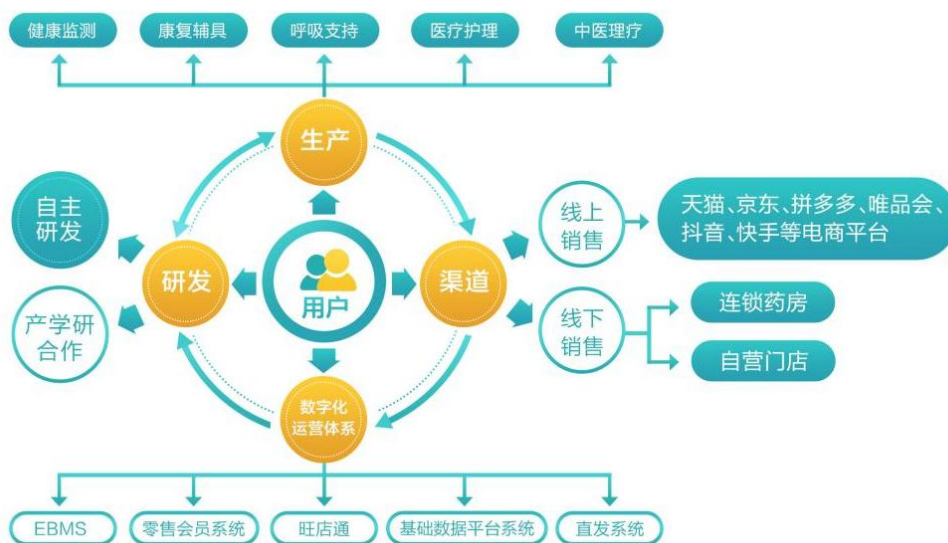 健康监测
康复辅具
呼吸支持
医疗护理
中医理疗
生产
自主
研发
线上
销售
天猫、京东、拼多多、唯品会、
抖音、快手等电商平台
研发
用户
渠道
产学研
合作
线下
销售
连锁药房
自营门店
数字化
运营体系
EBMS
零售会员系统
旺店通
基础数据平台系统
直发系统